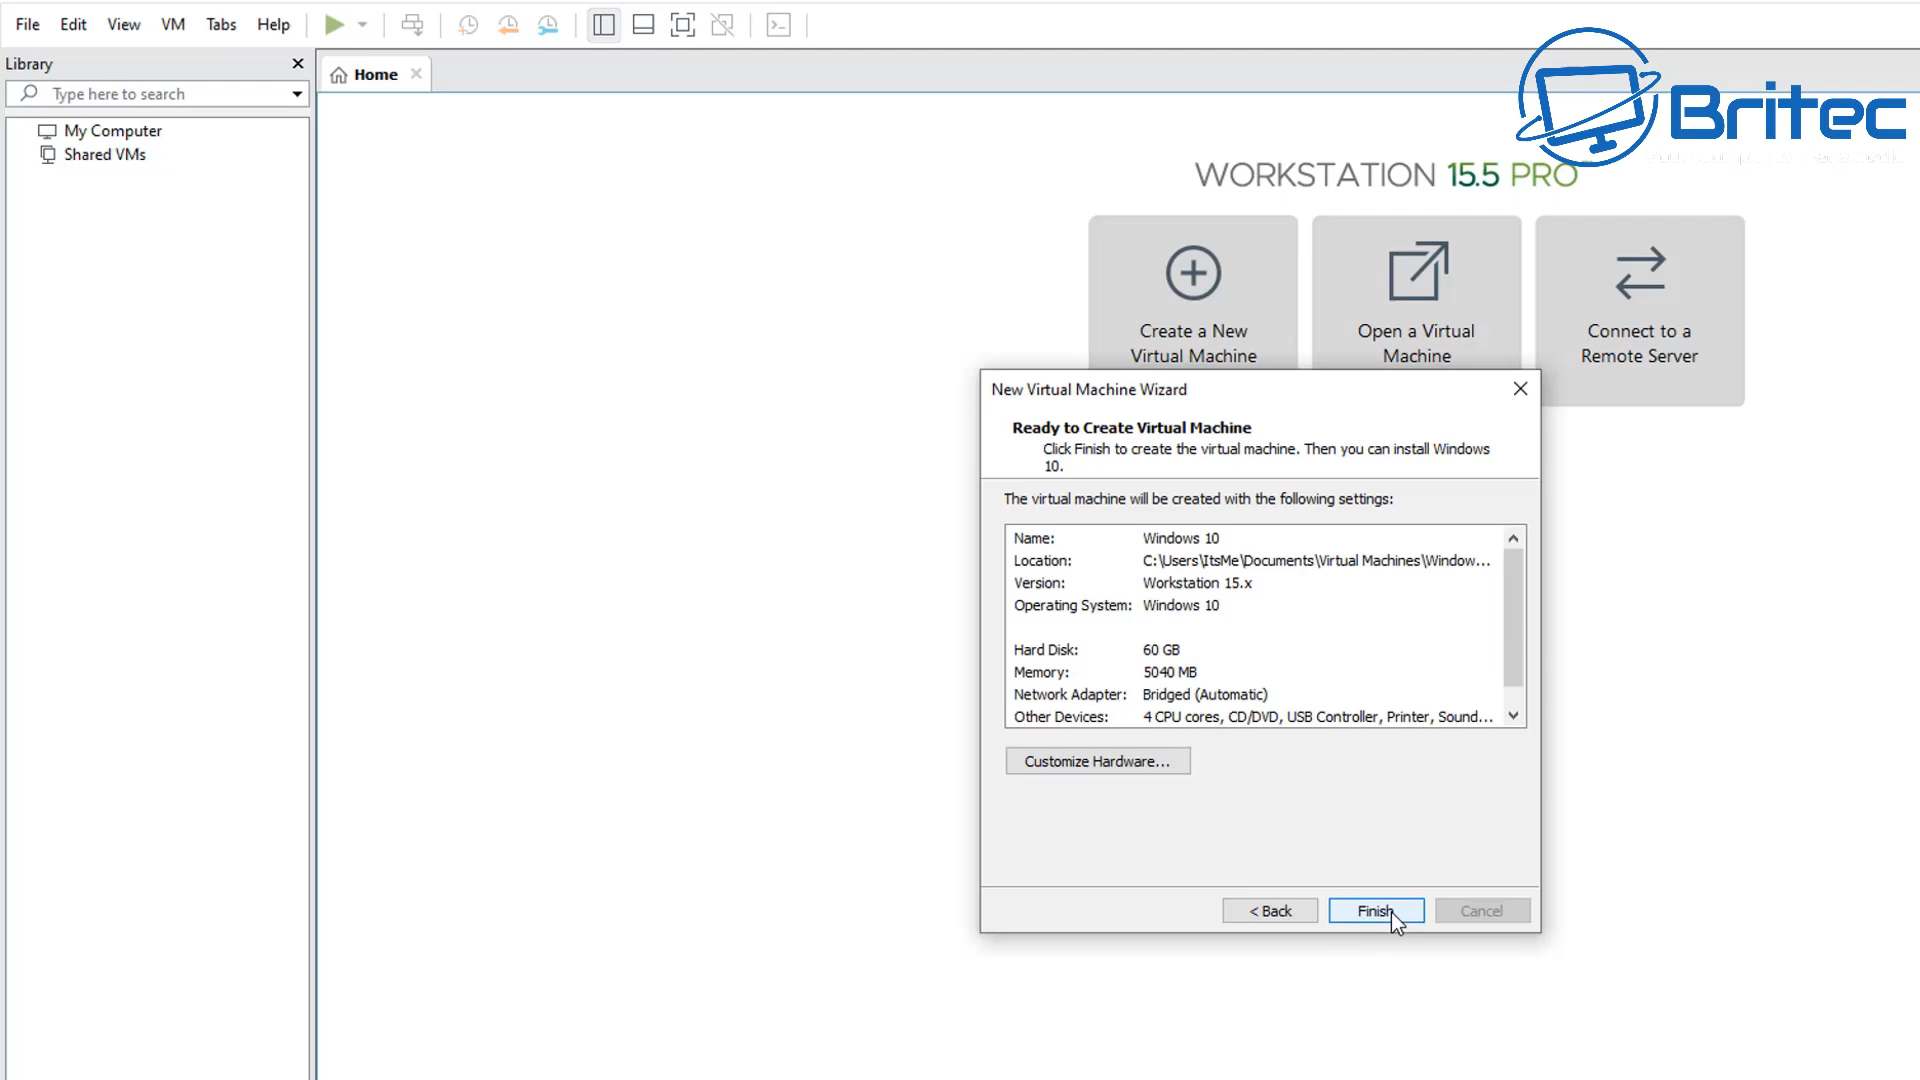 File Edit View VM Tabs Help
Library
Type here to search
My Computer
Shared VMs
Home
Britec
WORKSTATION 15.5 PRO
Create a New
Virtual Machine
Open a Virtual
Machine
Connect to a
Remote Server
New Virtual Machine Wizard
Ready to Create Virtual Machine
Click Finish to create the virtual machine. Then you can install Windows
10.
The virtual machine will be created with the following settings:
Name: Windows 10
Location: C:\Users\ItsMe\Documents\Virtual Machines\Window...
Version: Workstation 15.x
Operating System: Windows 10
Hard Disk: 60 GB
Memory: 5040 MB
Network Adapter: Bridged (Automatic)
Other Devices: 4 CPU cores, CD/DVD, USB Controller, Printer, Sound...
Customize Hardware...
< Back Finish Cancel